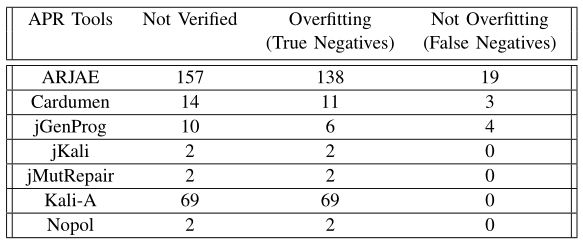 APR Tools Not Verified Overfitting Not Overfitting
(True Negatives) (False Negatives)
ARJAE 157 138 19
Cardumen 14 11 3
jGenProg 10 6 4
jKali 2 2 0
jMutRepair 2 2 0
Kali-A 69 69 0
Nopol 2 2 0